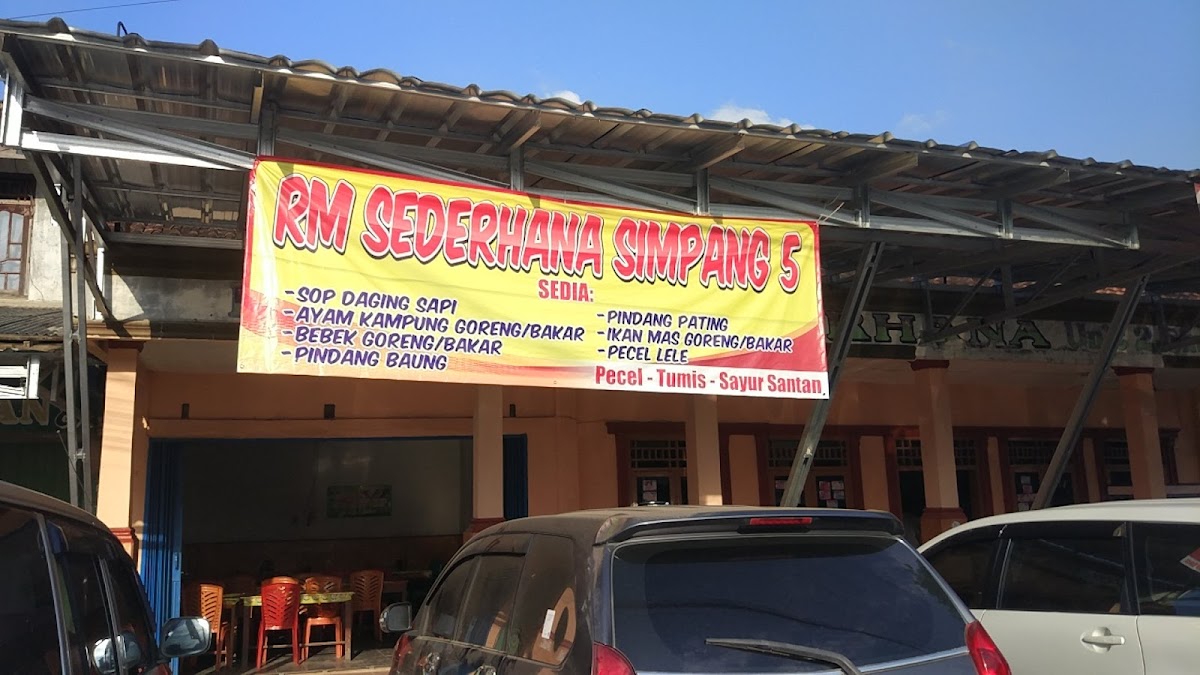 RM SEDERHANA SIMPANG 5
SEDIA:
-SOP DAGING SAPI
-AYAM KAMPUNG GORENG/BAKAR
-BEBEK GORENG/BAKAR
-PINDANG BAUNG
-PINDANG PATING
-IKAN MAS GORENG/BAKAR
-PECEL LELE
Pecel - Tumis - Sayur Santan.
RHANA